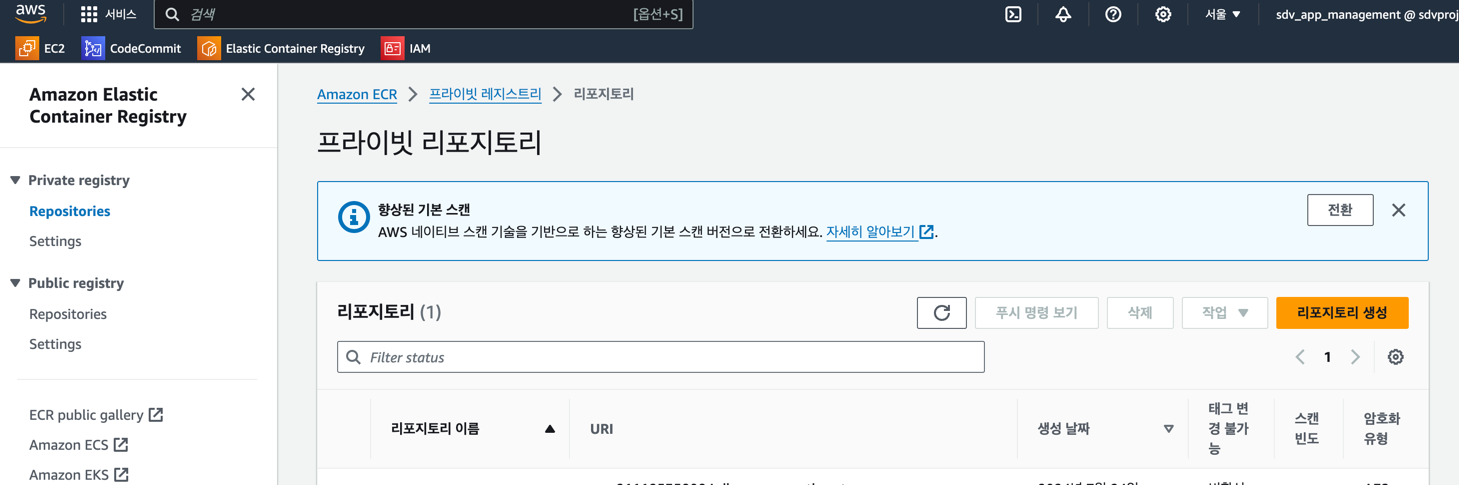 aws
서비스
검색
[옵션+S]
서울
sdv_app_management @ sdvproj
EC2
CodeCommit
Elastic Container Registry
IAM
Amazon Elastic
Container Registry
Private registry
Repositories
Settings
Public registry
Repositories
Settings
ECR public gallery
Amazon ECS
Amazon EKS
Amazon ECR
프라이빗 레지스트리
리포지토리
프라이빗 리포지토리
향상된 기본 스캔
AWS 네이티브 스캔 기술을 기반으로 하는 향상된 기본 스캔 버전으로 전환하세요. 자세히 알아보기.
전환
리포지토리 (1)
푸시 명령 보기
삭제
작업
리포지토리 생성
Filter status
1
리포지토리 이름
URI
생성 날짜
태그 변
경 불가
능
스캔
빈도
암호화
유형